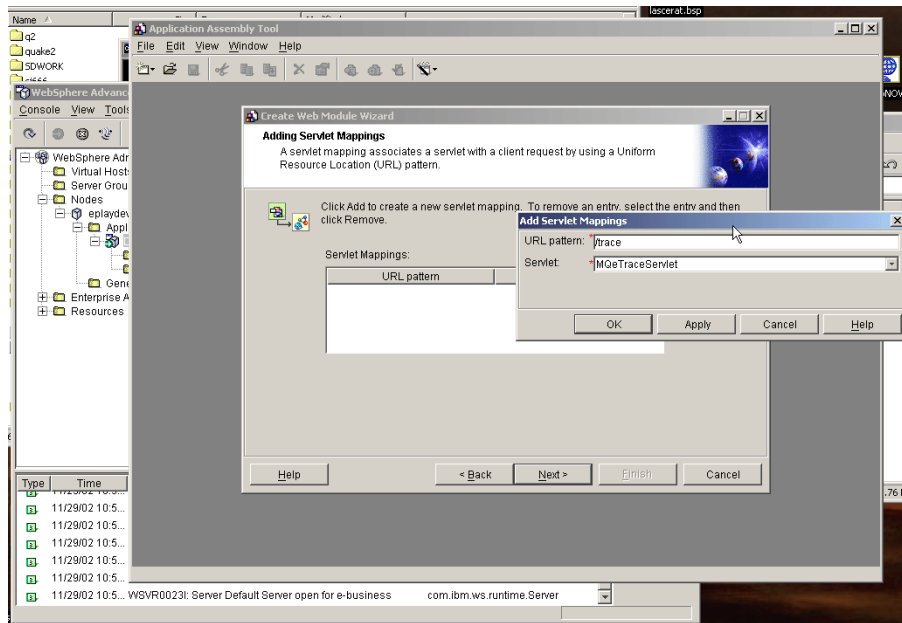 lascerat.bsp
Name
q2
quake2
SDWORK
Application Assembly Tool
File Edit View Window Help
WebSphere Advanc
Console View Tools
WebSphere Adr
Virtual Host
Server Grou
Nodes
eplaydev
Appl
Gene
Enterprise A
Resources
Create Web Module Wizard
Adding Servlet Mappings
A servlet mapping associates a servlet with a client request by using a Uniform
Resource Location (URL) pattern.
Click Add to create a new servlet mapping. To remove an entry, select the entry and then
click Remove.
Servlet Mappings:
URL pattern
Add Servlet Mappings
URL pattern: */trace
Servlet: *MQeTraceServlet
OK Apply Cancel Help
Help < Back Next > Finish Cancel
Type Time
11/29/02 10:5...
11/29/02 10:5...
11/29/02 10:5...
11/29/02 10:5...
11/29/02 10:5...
11/29/02 10:5... WSVR0023I: Server Default Server open for e-business com.ibm.ws.runtime.Server